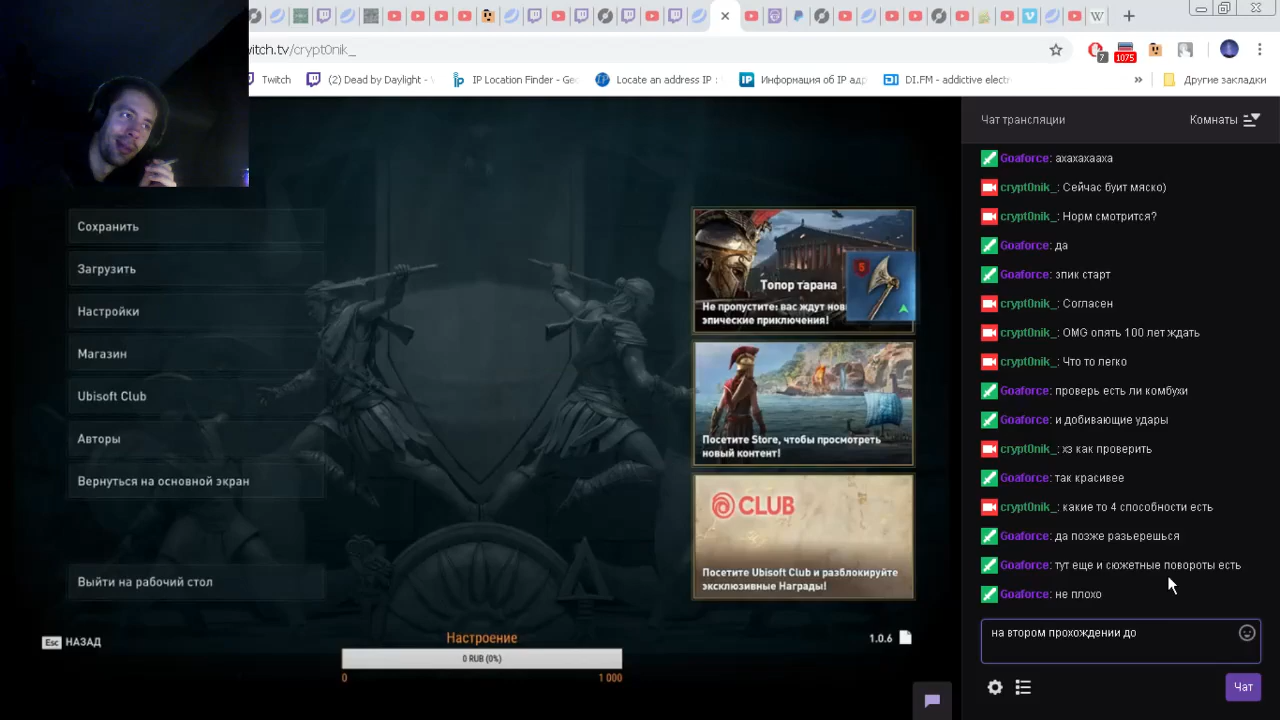 witch.tv/crypt0nik_
7
1075
Twitch
(2) Dead by Daylight -
IP Location Finder - Geo
Locate an address IP :
Информация об IP адр
DI.FM - addictive electr
»
Другие закладки
Сохранить
Загрузить
Настройки
Магазин
Ubisoft Club
Авторы
Вернуться на основной экран
Выйти на рабочий стол
Esc НАЗАД
Топор тарана
5
Не пропустите: вас ждут нов
эпические приключения!
Посетите Store, чтобы просмотреть
новый контент!
CLUB
Посетите Ubisoft Club и разблокируйте
эксклюзивные Награды!
Настроение
0 RUB (0%)
0
1 000
1.0.6
Чат трансляции
Комнаты
Goaforce: ахахахааха
crypt0nik_: Сейчас буит мяско)
crypt0nik_: Норм смотрится?
Goaforce: да
Goaforce: эпик старт
crypt0nik_: Согласен
crypt0nik_: OMG опять 100 лет ждать
crypt0nik_: Что то легко
Goaforce: проверь есть ли комбухи
Goaforce: и добивающие удары
crypt0nik_: хз как проверить
Goaforce: так красивее
crypt0nik_: какие то 4 способности есть
Goaforce: да позже разьерешься
Goaforce: тут еще и сюжетные повороты есть
Goaforce: не плохо
на втором прохождении до
Чат